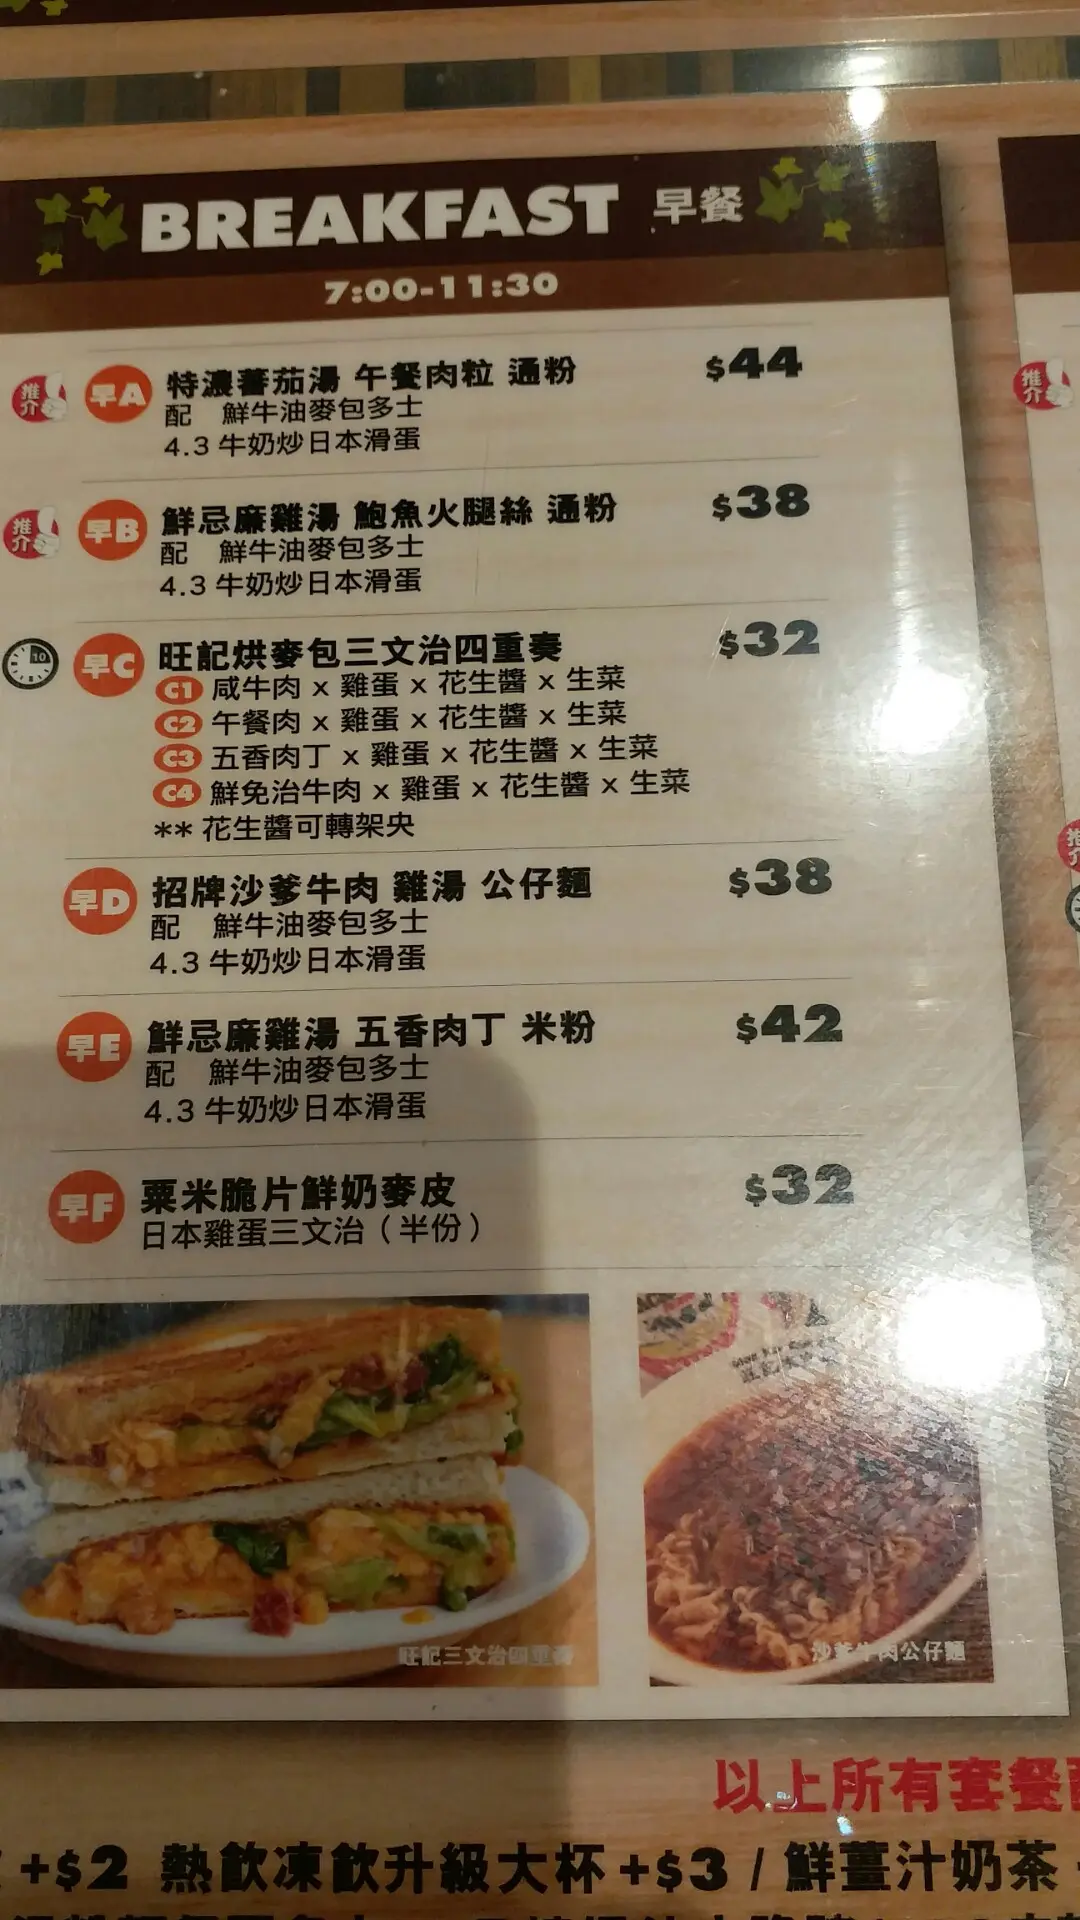 BREAKFAST 早餐
7:00-11:30
推介 早A 特濃蕃茄湯 午餐肉粒 通粉 $44
配 鮮牛油麥包多士
4.3 牛奶炒日本滑蛋
推介 早B 鮮忌廉雞湯 鮑魚火腿絲 通粉 $38
配 鮮牛油麥包多士
4.3 牛奶炒日本滑蛋
10 早C 旺記烘麥包三文治四重奏 $32
C1 咸牛肉 x 雞蛋 x 花生醬 x 生菜
C2 午餐肉 x 雞蛋 x 花生醬 x 生菜
C3 五香肉丁 x 雞蛋 x 花生醬 x 生菜
C4 鮮免治牛肉 x 雞蛋 x 花生醬 x 生菜
** 花生醬可轉架央
早D 招牌沙爹牛肉 雞湯 公仔麵 $38
配 鮮牛油麥包多士
4.3 牛奶炒日本滑蛋
早E 鮮忌廉雞湯 五香肉丁 米粉 $42
配 鮮牛油麥包多士
4.3 牛奶炒日本滑蛋
早F 粟米脆片鮮奶麥皮 $32
日本雞蛋三文治（半份）
旺記三文治四重奏
沙爹牛肉公仔麵
推介
以上所有套餐
+$2 熱飲凍飲升級大杯 +$3 / 鮮薑汁奶茶